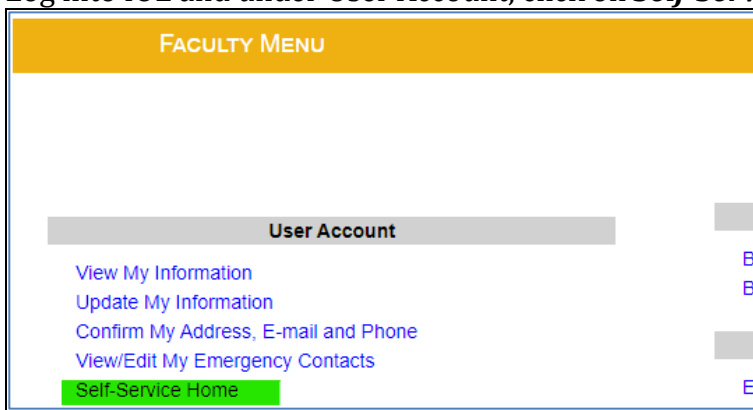 FACULTY MENU
User Account
View My Information
Update My Information
Confirm My Address, E-mail and Phone
View/Edit My Emergency Contacts
Self-Service Home